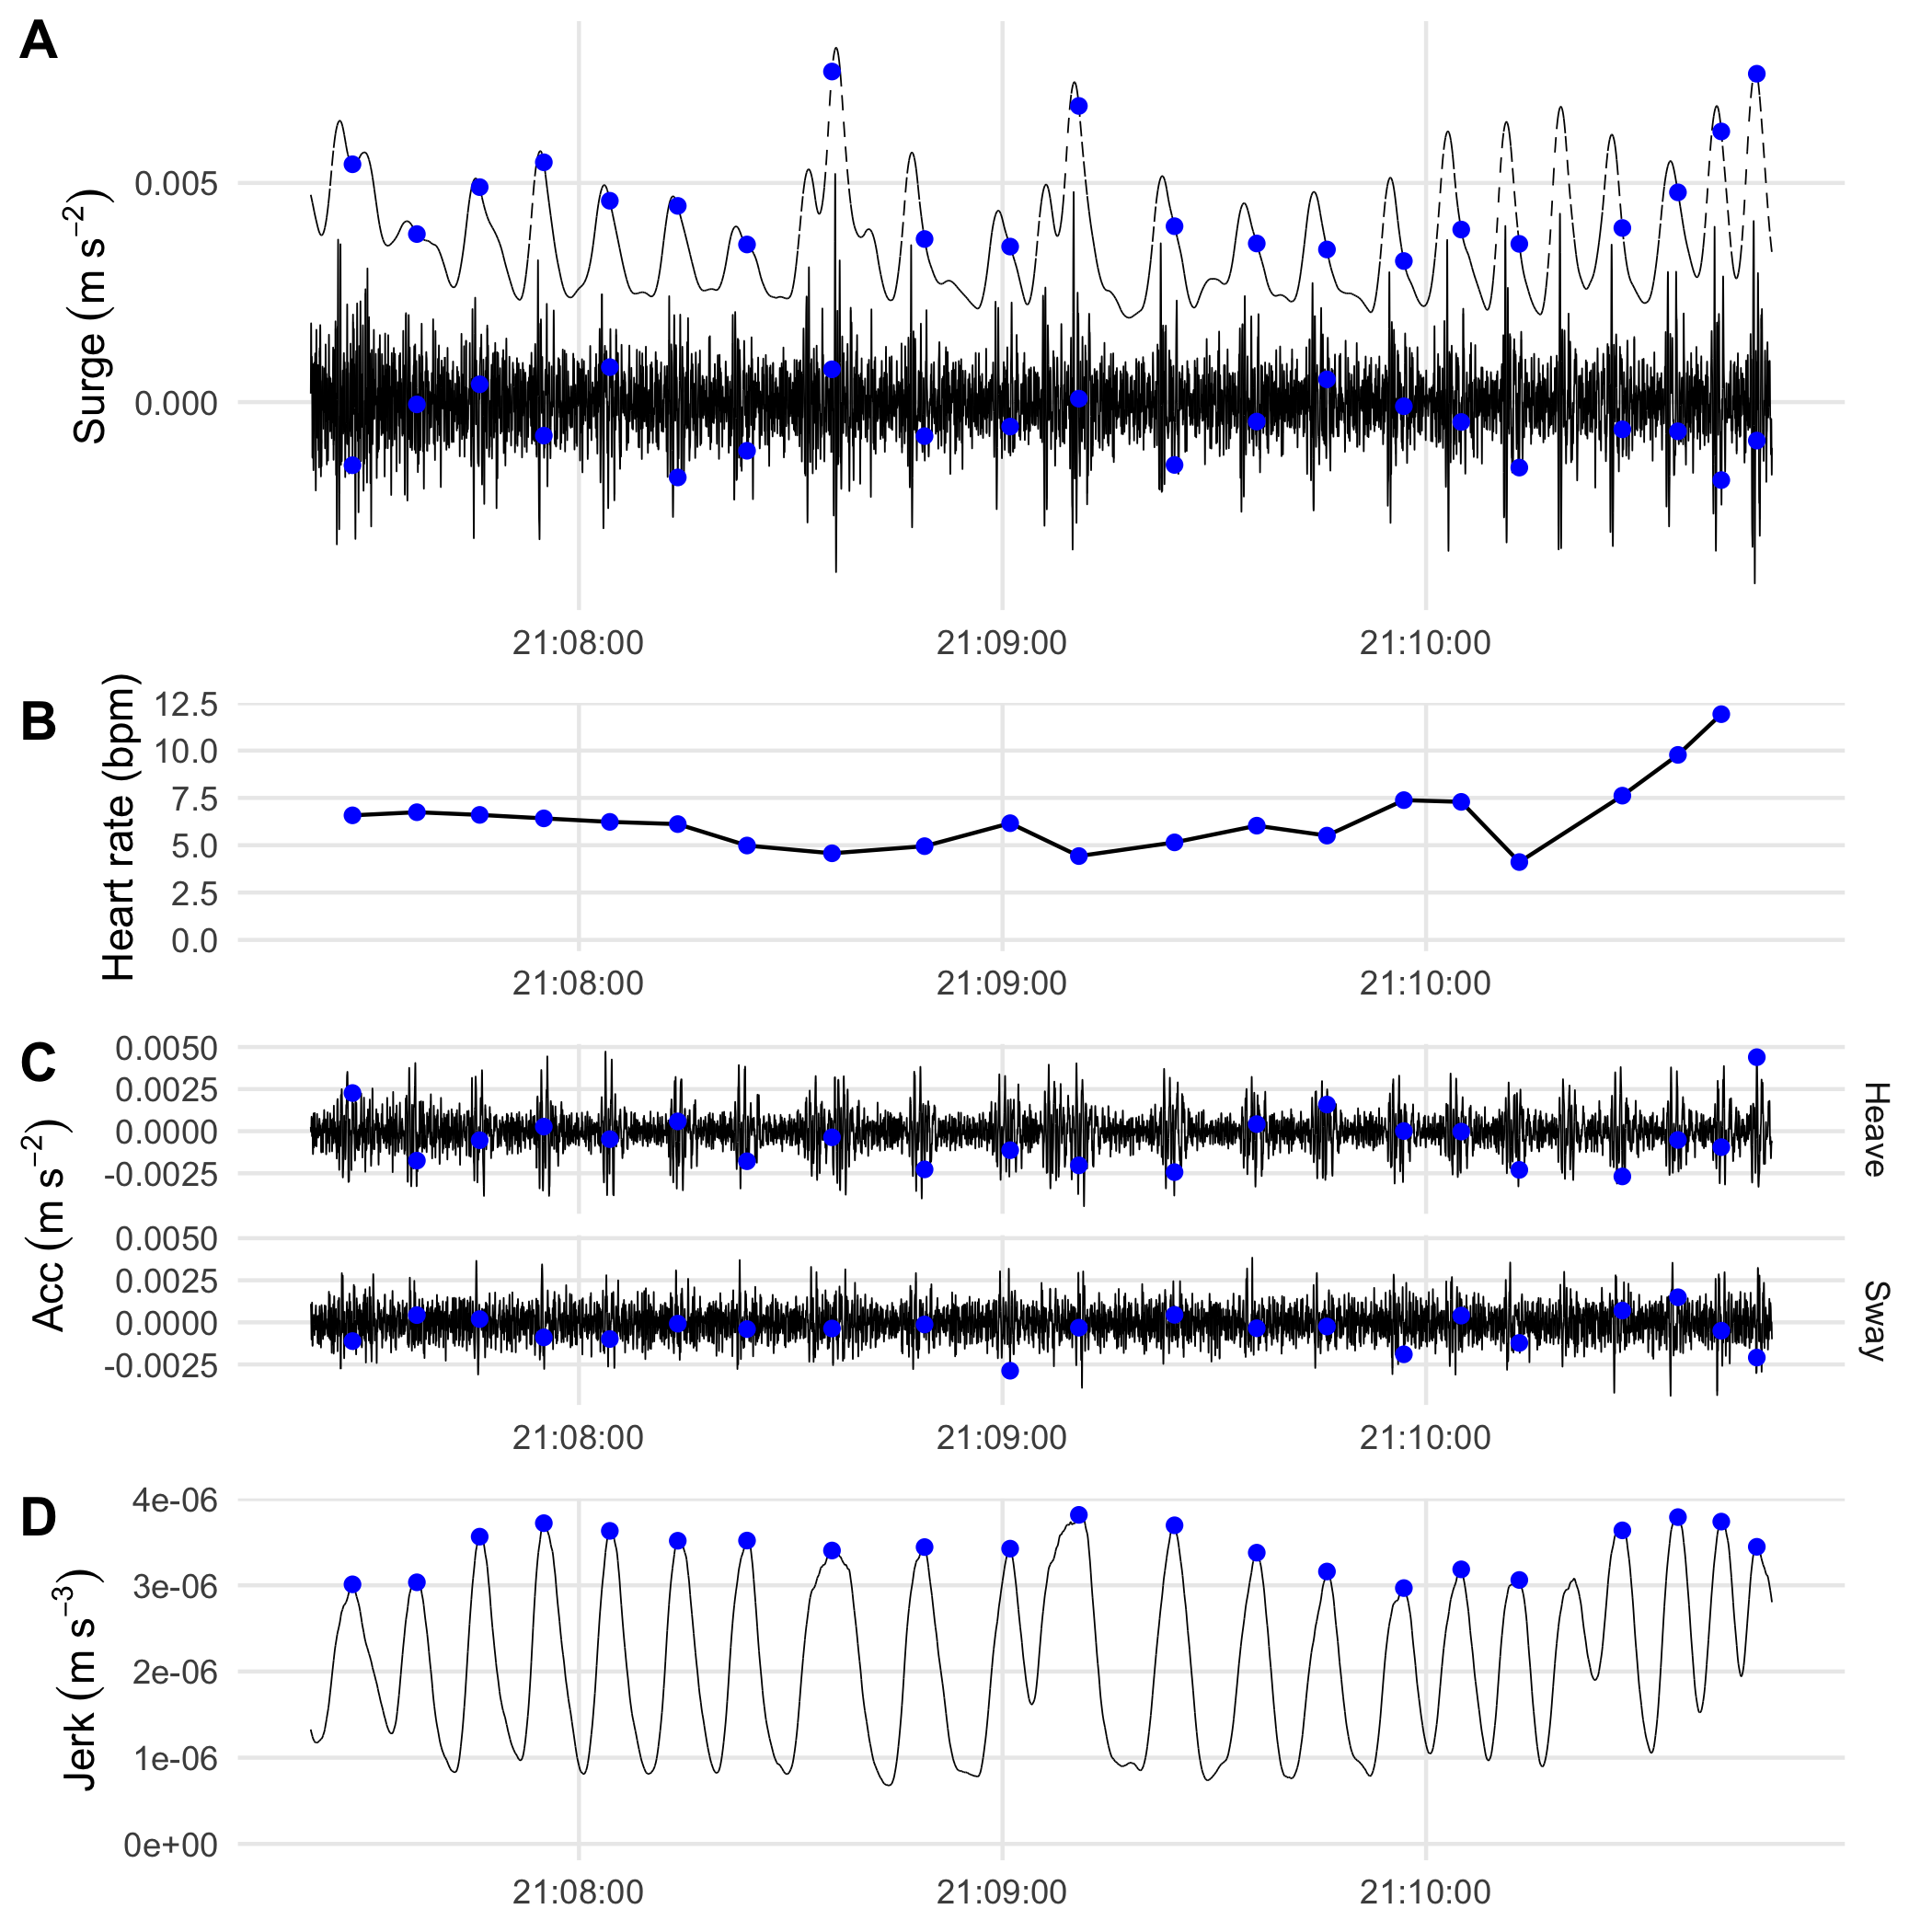 A
Surge (m s⁻²)
0.005
0.000
21:08:00 21:09:00 21:10:00
B
Heart rate (bpm)
12.5
10.0
7.5
5.0
2.5
0.0
21:08:00 21:09:00 21:10:00
C
Acc (m s⁻²)
0.0050
0.0025
0.0000
-0.0025
Heave
0.0050
0.0025
0.0000
-0.0025
Sway
21:08:00 21:09:00 21:10:00
D
Jerk (m s⁻³)
4e-06
3e-06
2e-06
1e-06
0e+00
21:08:00 21:09:00 21:10:00